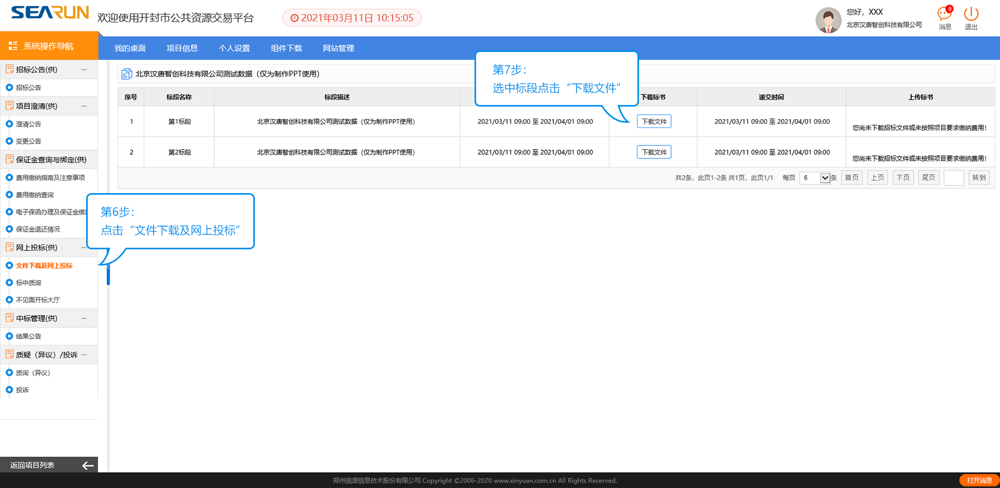 SEARUN
欢迎使用开封市公共资源交易平台
2021年03月11日 10:15:05
您好，XXX
北京汉唐智创科技有限公司
0
消息
退出
系统操作导航
我的桌面 项目信息 个人设置 组件下载 网站管理
招标公告(供)
招标公告
项目澄清(供)
澄清公告
变更公告
保证金查询与绑定(供)
费用缴纳指南及注意事项
费用缴纳查询
电子保函办理及保证金绑
保证金退还情况
网上投标(供)
文件下载及网上投标
标中质询
不见面开标大厅
中标管理(供)
结果公告
质疑（异议）/投诉
质询（异议）
投诉
返回项目列表
第6步：
点击“文件下载及网上投标”
北京汉唐智创科技有限公司测试数据（仅为制作PPT使用）
第7步：
选中标段点击“下载文件”
序号 标段名称 标段描述 下载标书 递交时间 上传标书
1 第1标段 北京汉唐智创科技有限公司测试数据（仅为制作PPT使用） 2021/03/11 09:00 至 2021/04/01 09:00 下载文件 2021/03/11 09:00 至 2021/04/01 09:00 您尚未下载招标文件或未按照项目要求缴纳费用！
2 第2标段 北京汉唐智创科技有限公司测试数据（仅为制作PPT使用） 2021/03/11 09:00 至 2021/04/01 09:00 下载文件 2021/03/11 09:00 至 2021/04/01 09:00 您尚未下载招标文件或未按照项目要求缴纳费用！
共2条，此页1-2条 共1页，此页1/1 每页 6 条 首页 上页 下页 尾页 转到
郑州信源信息技术股份有限公司 Copyright ©2006-2020 www.xinyuan.com.cn All Rights Reserved.
打开消息